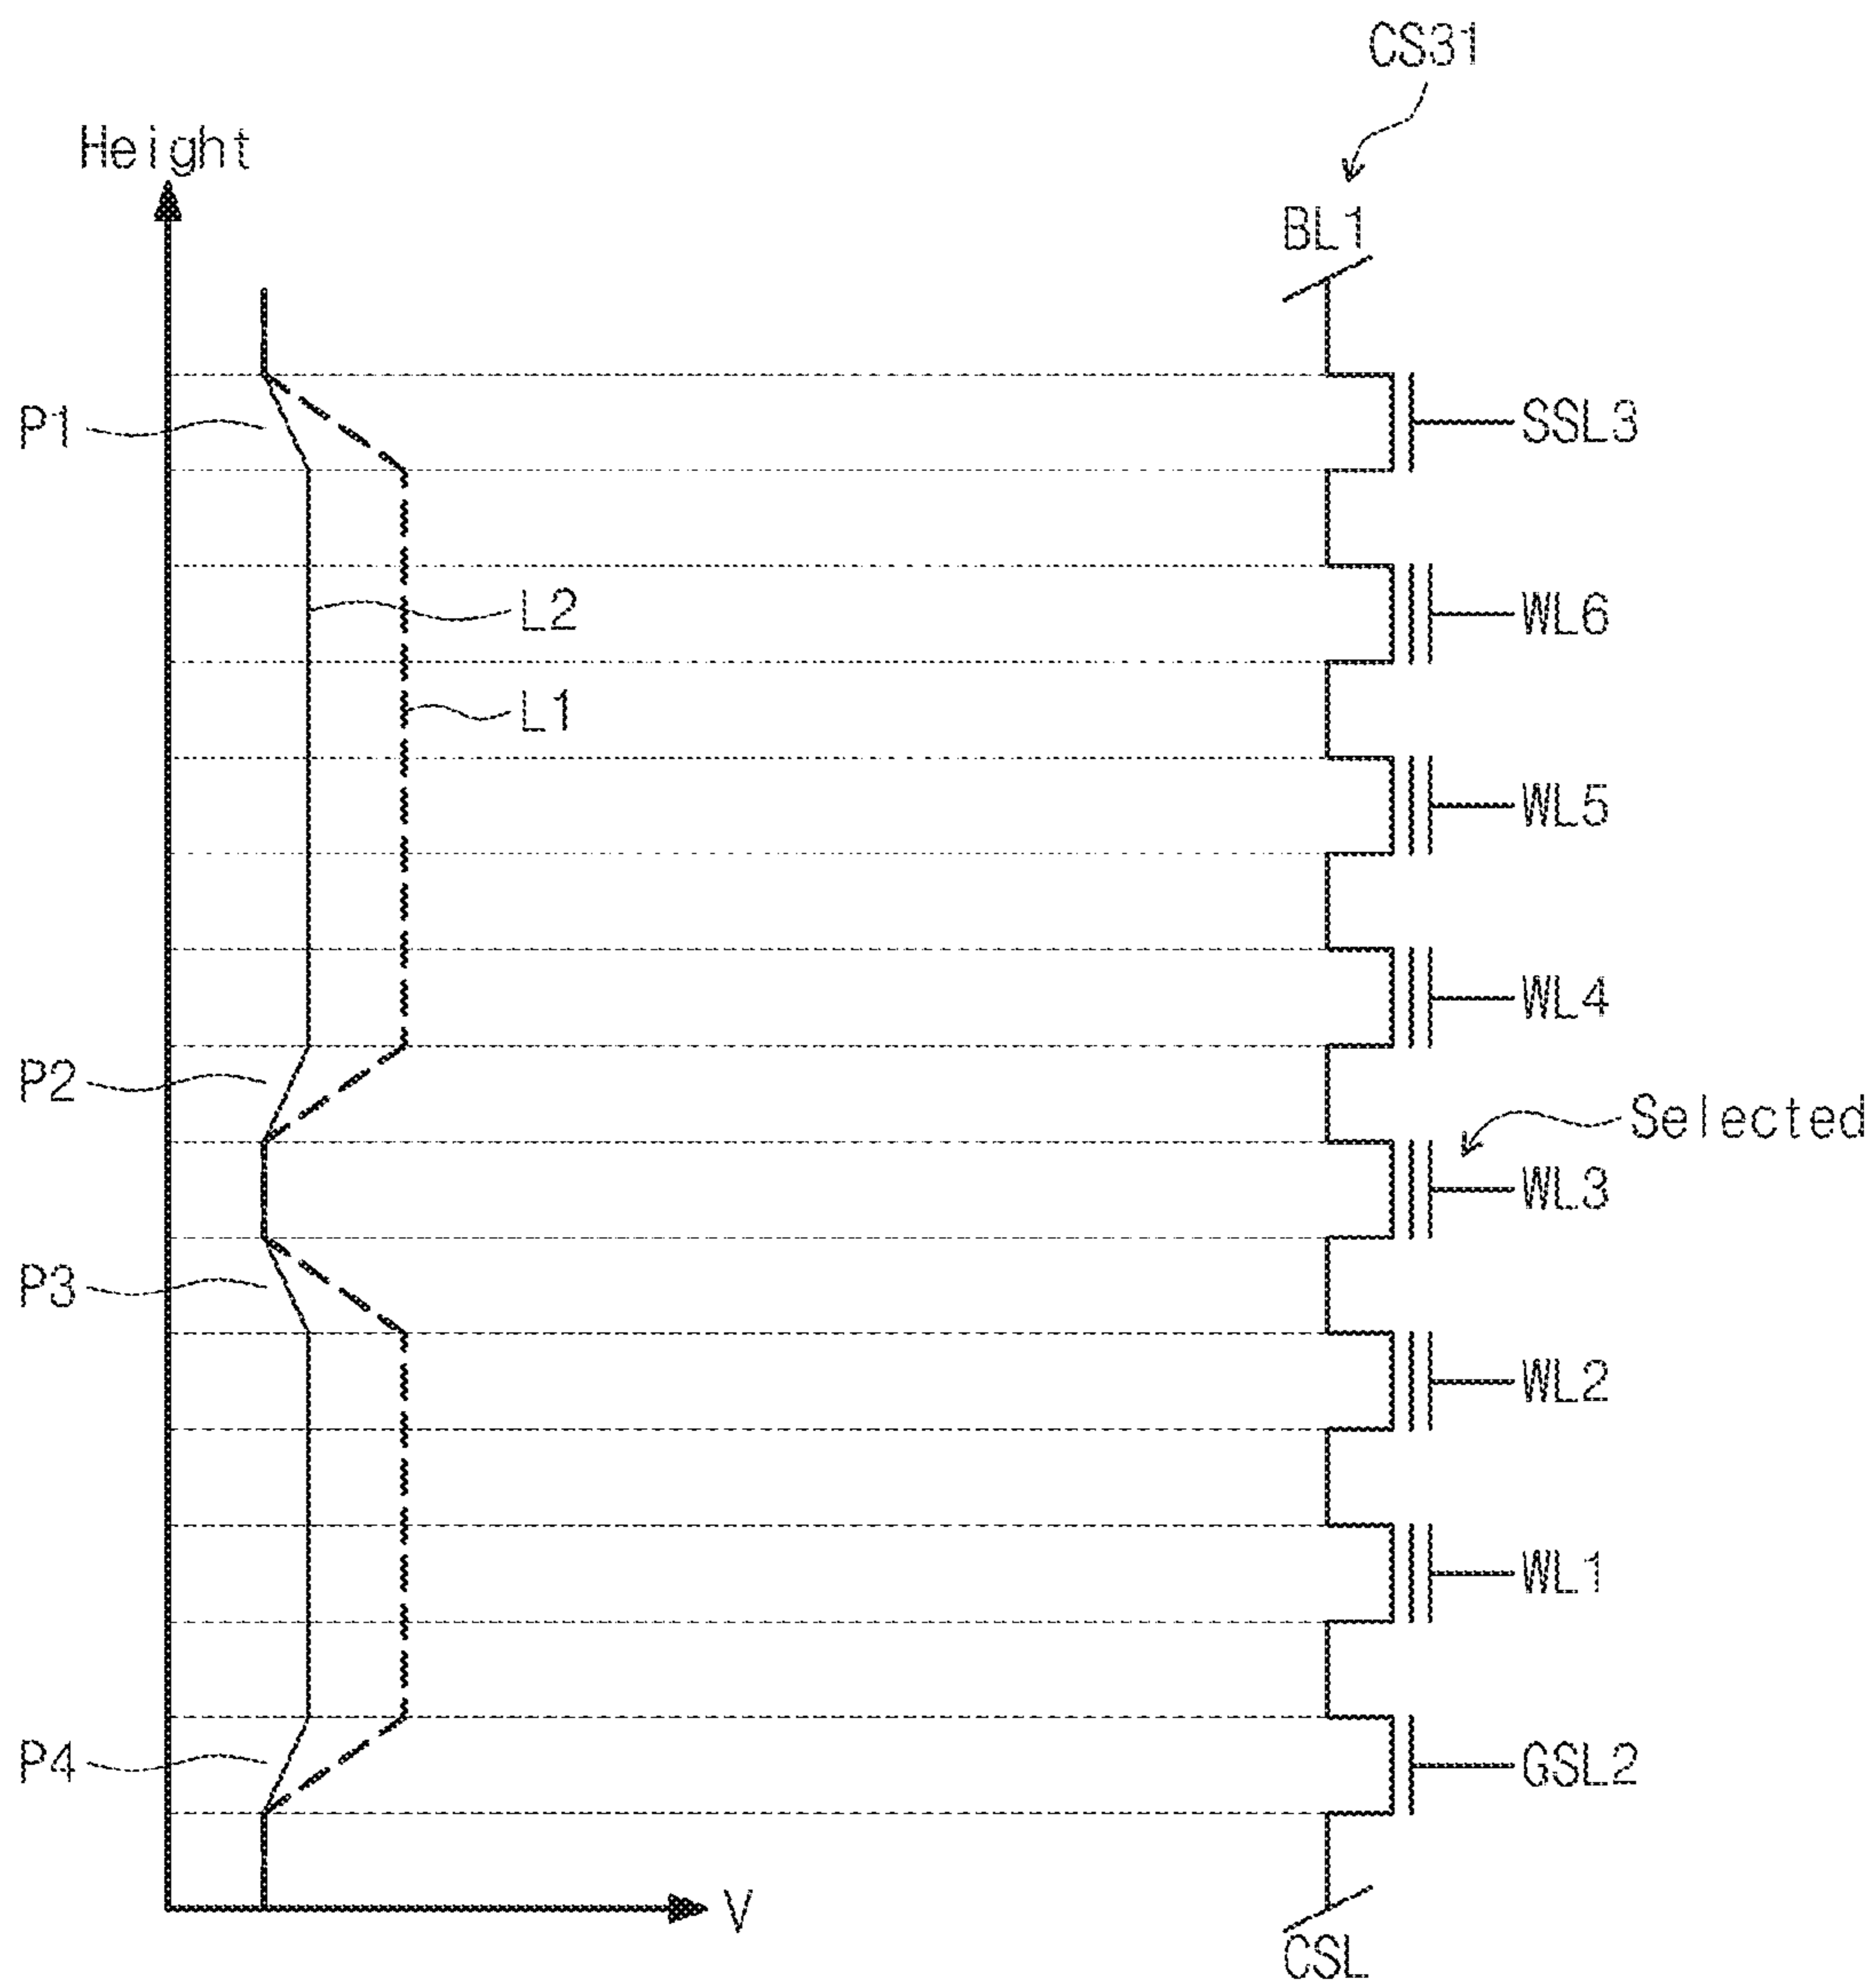 CS31
Height
BL1
P1
SSL3
L2
WL6
L1
WL5
WL4
P2
Selected
WL3
P3
WL2
WL1
P4
GSL2
V
CSL